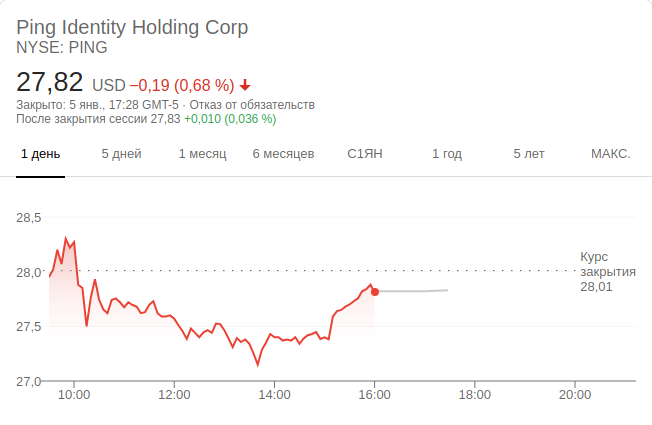 Ping Identity Holding Corp
NYSE: PING
27,82 USD −0,19 (0,68 %)
Закрыто: 5 янв., 17:28 GMT-5 · Отказ от обязательств
После закрытия сессии 27,83 +0,010 (0,036 %)
1 день 5 дней 1 месяц 6 месяцев С1ЯН 1 год 5 лет МАКС.
28,5
Курс
закрытия
28,01
28,0
27,5
27,0
10:00 12:00 14:00 16:00 18:00 20:00